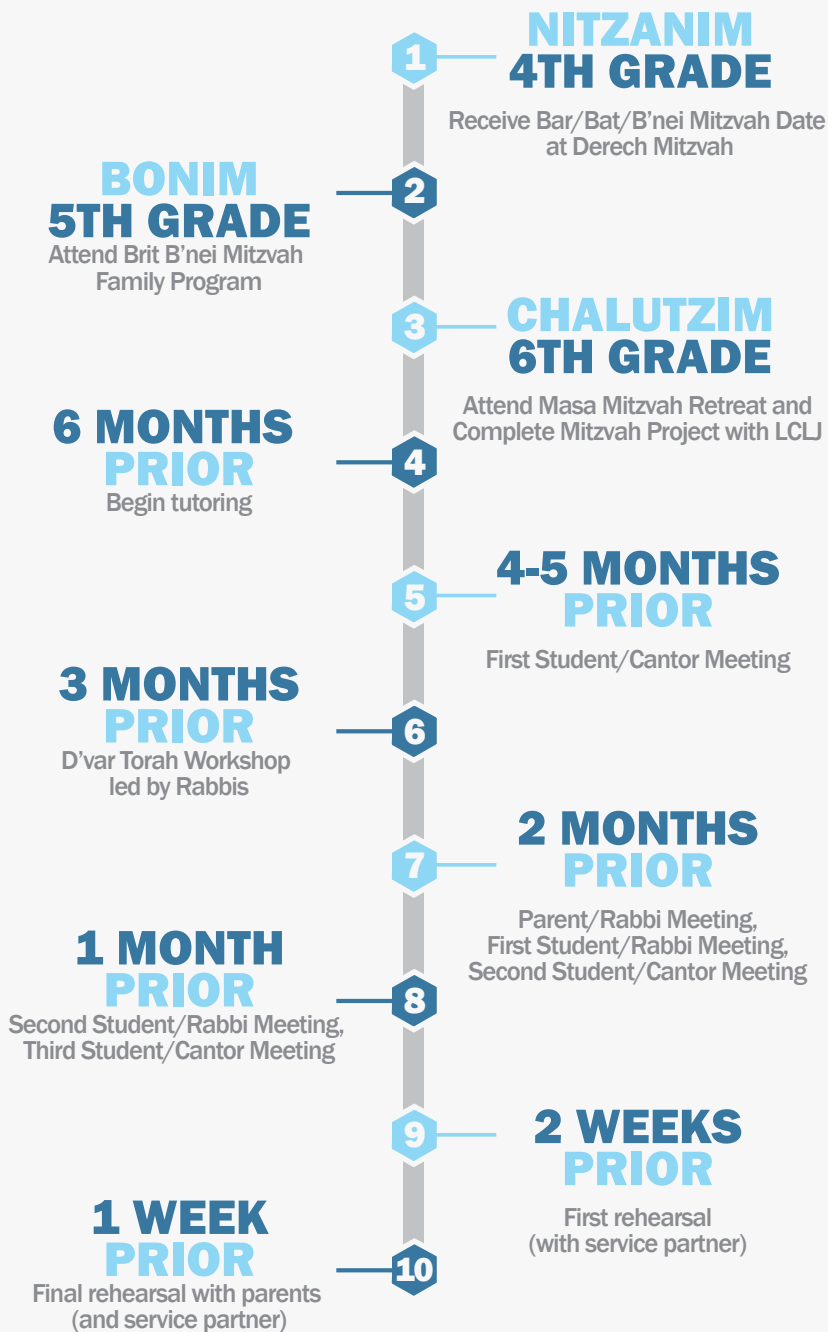 1
NITZANIM
4TH GRADE
Receive Bar/Bat/B’nei Mitzvah Date
at Derech Mitzvah
BONIM
5TH GRADE
Attend Brit B’nei Mitzvah
Family Program
2
3
CHALUTZIM
6TH GRADE
Attend Masa Mitzvah Retreat and
Complete Mitzvah Project with LCLJ
6 MONTHS
PRIOR
Begin tutoring
4
5
4-5 MONTHS
PRIOR
First Student/Cantor Meeting
3 MONTHS
PRIOR
D’var Torah Workshop
led by Rabbis
6
7
2 MONTHS
PRIOR
Parent/Rabbi Meeting,
First Student/Rabbi Meeting,
Second Student/Cantor Meeting
1 MONTH
PRIOR
Second Student/Rabbi Meeting,
Third Student/Cantor Meeting
8
9
2 WEEKS
PRIOR
First rehearsal
(with service partner)
1 WEEK
PRIOR
Final rehearsal with parents
(and service partner)
10